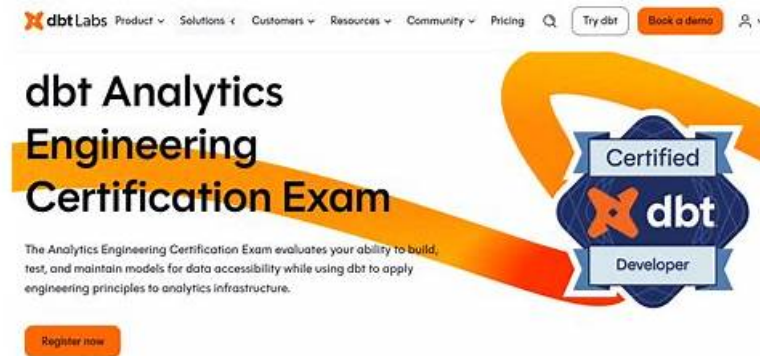 dbt Labs Product Solutions Customers Resources Community Pricing Try dbt Book a demo
dbt Analytics
Engineering
Certification Exam
The Analytics Engineering Certification Exam evaluates your ability to build,
test, and maintain models for data accessibility while using dbt to apply
engineering principles to analytics infrastructure.
Register now
Certified
dbt
Developer